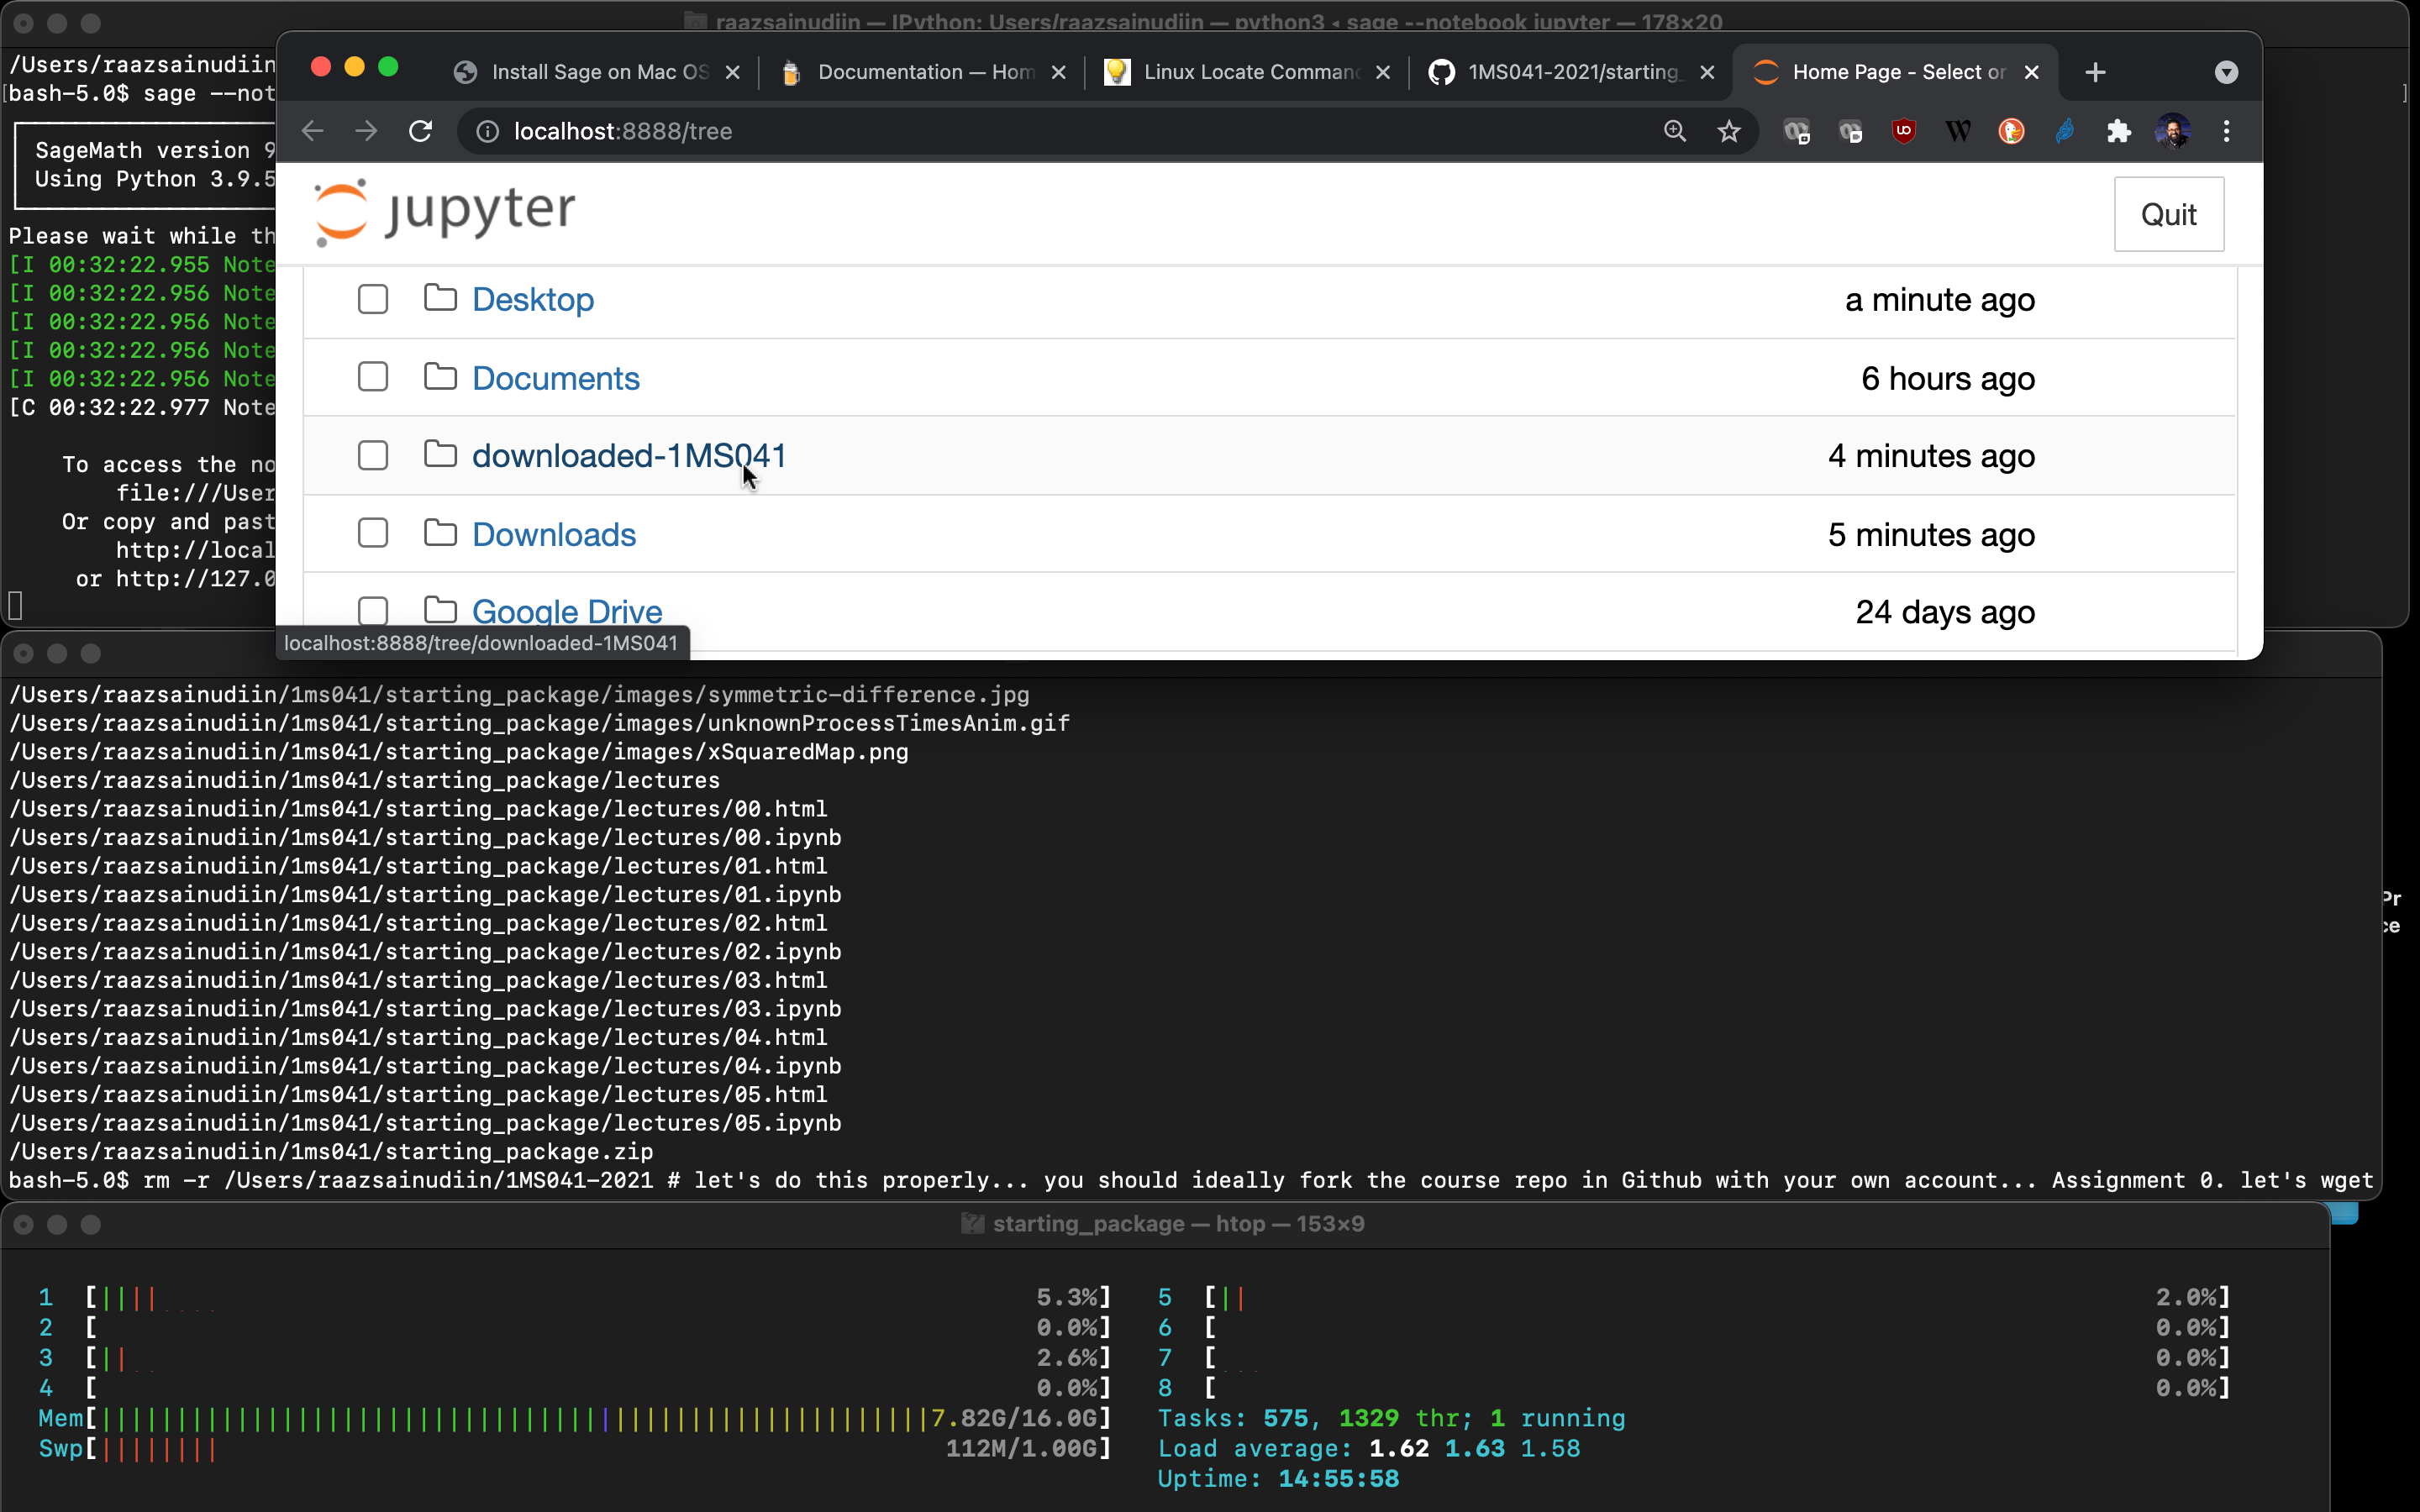 raazsainudiin — IPython: Users/raazsainudiin — python3 ◂ sage --notebook jupyter — 178×20
/Users/raazsainudiin
[bash-5.0$ sage --not ]
SageMath version 9
Using Python 3.9.5
Please wait while th
[I 00:32:22.955 Note
[I 00:32:22.956 Note
[I 00:32:22.956 Note
[I 00:32:22.956 Note
[I 00:32:22.956 Note
[C 00:32:22.977 Note
To access the no
file:///User
Or copy and past
http://local
or http://127.0
Install Sage on Mac OS
Documentation — Hom
Linux Locate Comman
1MS041-2021/starting_
Home Page - Select or
localhost:8888/tree
jupyter
Quit
Desktop a minute ago
Documents 6 hours ago
downloaded-1MS041 4 minutes ago
Downloads 5 minutes ago
Google Drive 24 days ago
localhost:8888/tree/downloaded-1MS041
/Users/raazsainudiin/1ms041/starting_package/images/symmetric-difference.jpg
/Users/raazsainudiin/1ms041/starting_package/images/unknownProcessTimesAnim.gif
/Users/raazsainudiin/1ms041/starting_package/images/xSquaredMap.png
/Users/raazsainudiin/1ms041/starting_package/lectures
/Users/raazsainudiin/1ms041/starting_package/lectures/00.html
/Users/raazsainudiin/1ms041/starting_package/lectures/00.ipynb
/Users/raazsainudiin/1ms041/starting_package/lectures/01.html
/Users/raazsainudiin/1ms041/starting_package/lectures/01.ipynb
/Users/raazsainudiin/1ms041/starting_package/lectures/02.html
/Users/raazsainudiin/1ms041/starting_package/lectures/02.ipynb
/Users/raazsainudiin/1ms041/starting_package/lectures/03.html
/Users/raazsainudiin/1ms041/starting_package/lectures/03.ipynb
/Users/raazsainudiin/1ms041/starting_package/lectures/04.html
/Users/raazsainudiin/1ms041/starting_package/lectures/04.ipynb
/Users/raazsainudiin/1ms041/starting_package/lectures/05.html
/Users/raazsainudiin/1ms041/starting_package/lectures/05.ipynb
/Users/raazsainudiin/1ms041/starting_package.zip
bash-5.0$ rm -r /Users/raazsainudiin/1MS041-2021 # let's do this properly... you should ideally fork the course repo in Github with your own account... Assignment 0. let's wget
Pr
ce
starting_package — htop — 153×9
1 [|||| 5.3%] 5 [|| 2.0%]
2 [ 0.0%] 6 [ 0.0%]
3 [|| 2.6%] 7 [ 0.0%]
4 [ 0.0%] 8 [ 0.0%]
Mem[||||||||||||||||||||||||||||||||||||||||||||||||||||||7.82G/16.0G] Tasks: 575, 1329 thr; 1 running
Swp[|||||||| 112M/1.00G] Load average: 1.62 1.63 1.58
Uptime: 14:55:58